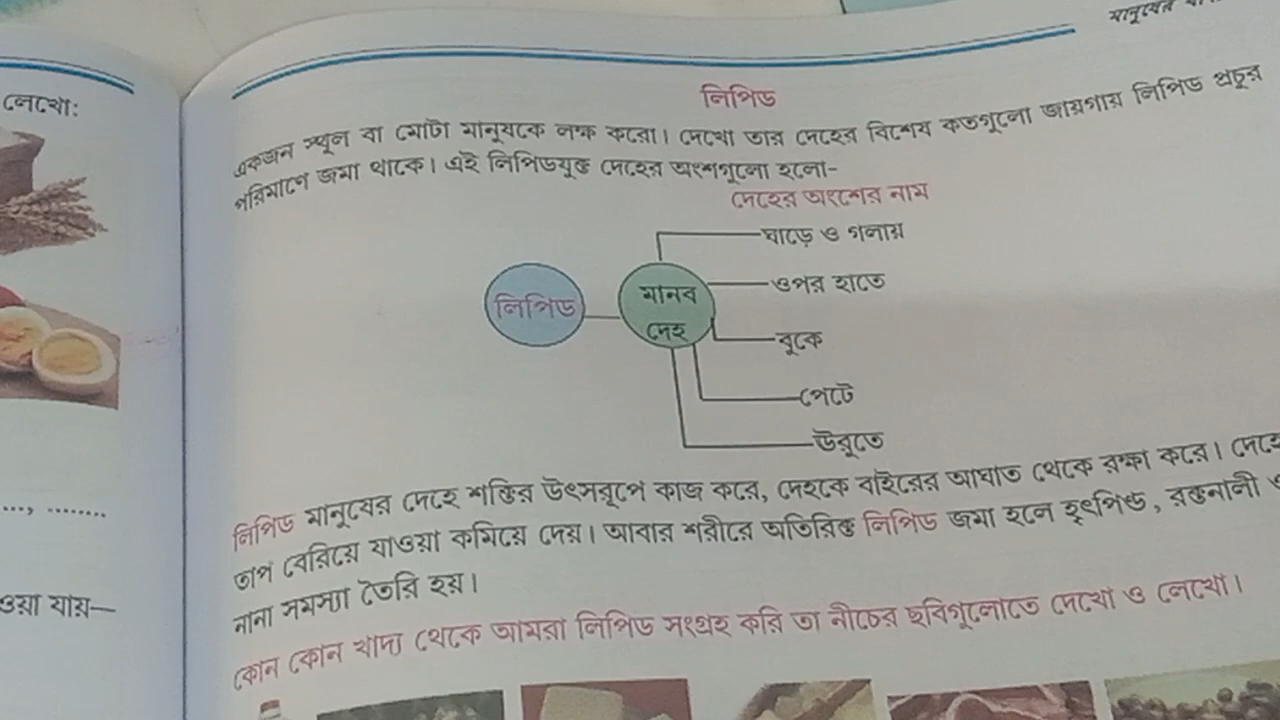 লেখো:
..., ........
ওয়া যায়—
মানুষের
লিপিড
একজন স্থূল বা মোটা মানুষকে লক্ষ করো। দেখো তার দেহের বিশেষ কতগুলো জায়গায় লিপিড প্রচুর
পরিমাণে জমা থাকে। এই লিপিডযুক্ত দেহের অংশগুলো হলো-
দেহের অংশের নাম
ঘাড়ে ও গলায়
ওপর হাতে
লিপিড
মানব
দেহ
বুকে
পেটে
উরুতে
লিপিড মানুষের দেহে শক্তির উৎসরূপে কাজ করে, দেহকে বাইরের আঘাত থেকে রক্ষা করে। দেহে
তাপ বেরিয়ে যাওয়া কমিয়ে দেয়। আবার শরীরে অতিরিক্ত লিপিড জমা হলে হৃৎপিণ্ড, রক্তনালী ও
নানা সমস্যা তৈরি হয়।
কোন কোন খাদ্য থেকে আমরা লিপিড সংগ্রহ করি তা নীচের ছবিগুলোতে দেখো ও লেখো।